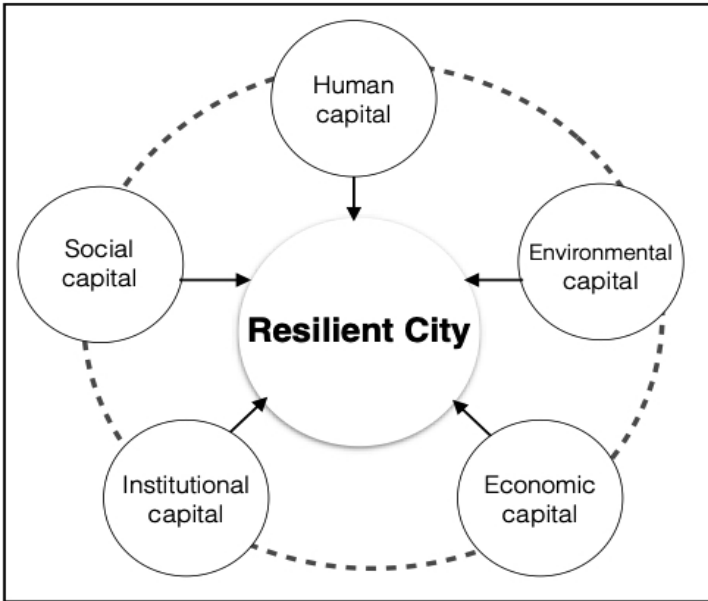 Human
capital
Social
capital
Environmental
capital
Resilient City
Institutional
capital
Economic
capital